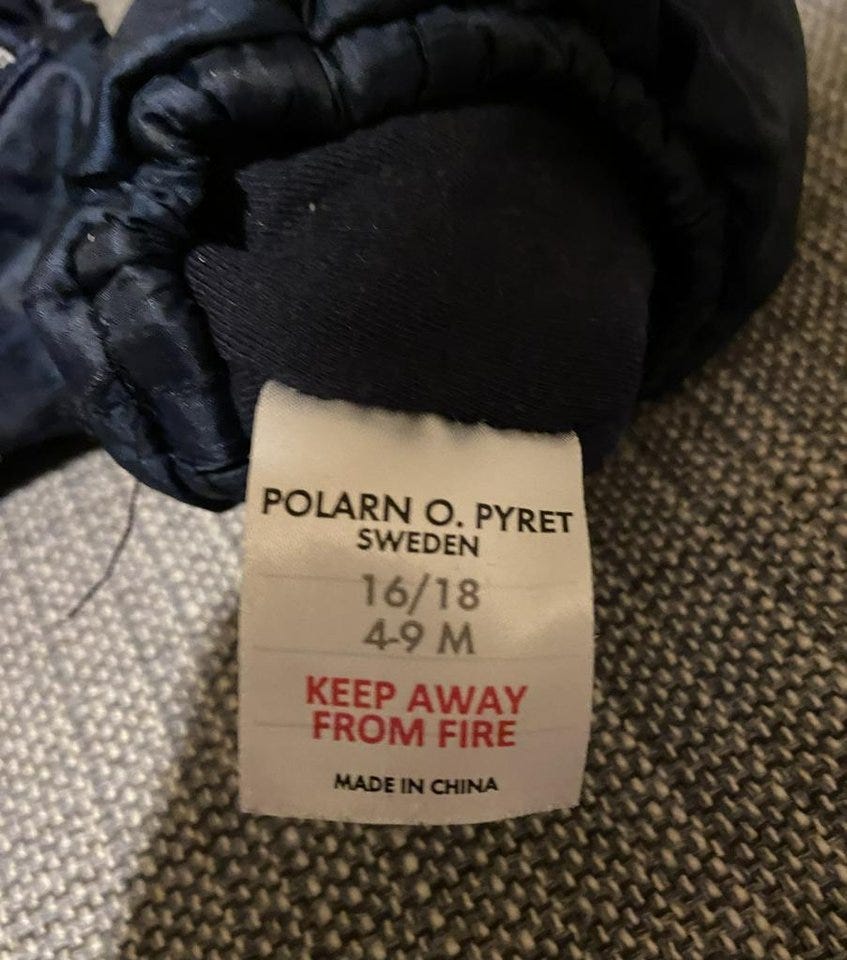 POLARN O. PYRET
SWEDEN
16/18
4-9 M
KEEP AWAY
FROM FIRE
MADE IN CHINA